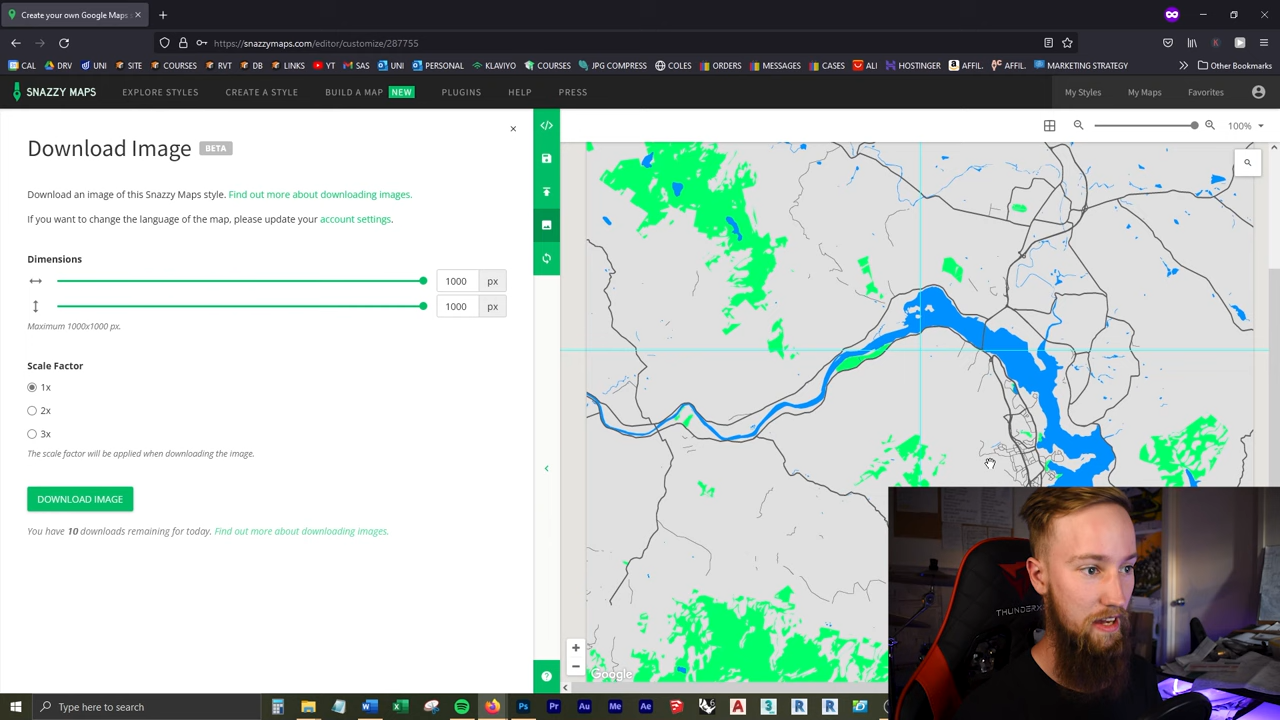 Create your own Google Maps
https://snazzymaps.com/editor/customize/287755
CAL DRV UNI SITE COURSES RVT DB LINKS YT SAS UNI PERSONAL KLAVIYO COURSES JPG COMPRESS COLES ORDERS MESSAGES CASES ALI HOSTINGER AFFIL. AFFIL. MARKETING STRATEGY Other Bookmarks
SNAZZY MAPS EXPLORE STYLES CREATE A STYLE BUILD A MAP NEW PLUGINS HELP PRESS My Styles My Maps Favorites
100%
Download Image BETA
Download an image of this Snazzy Maps style. Find out more about downloading images.
If you want to change the language of the map, please update your account settings.
Dimensions
1000 px
1000 px
Maximum 1000x1000 px.
Scale Factor
1x
2x
3x
The scale factor will be applied when downloading the image.
DOWNLOAD IMAGE
You have 10 downloads remaining for today. Find out more about downloading images.
Google
THUNDERX
Type here to search